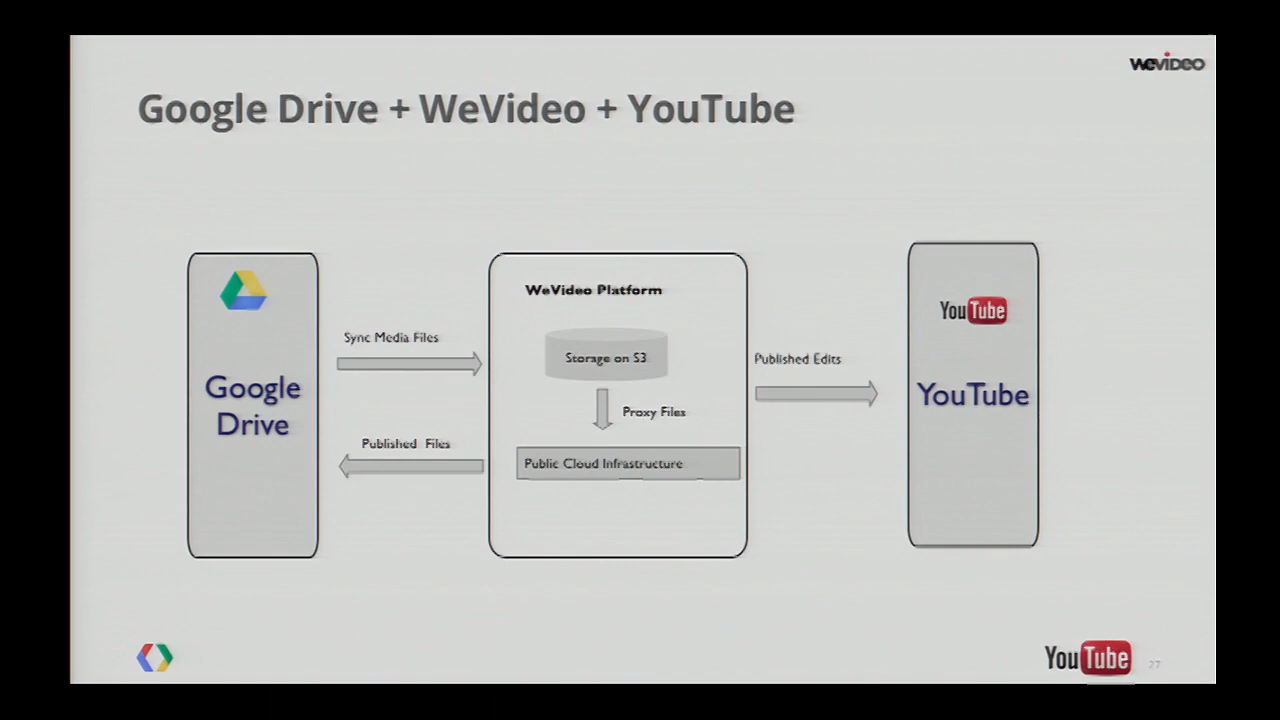 WEVIDEO
Google Drive + WeVideo + YouTube
Google
Drive
Sync Media Files
Published Files
WeVideo Platform
Storage on S3
Proxy Files
Public Cloud Infrastructure
Published Edits
YouTube
YouTube
YouTube
27